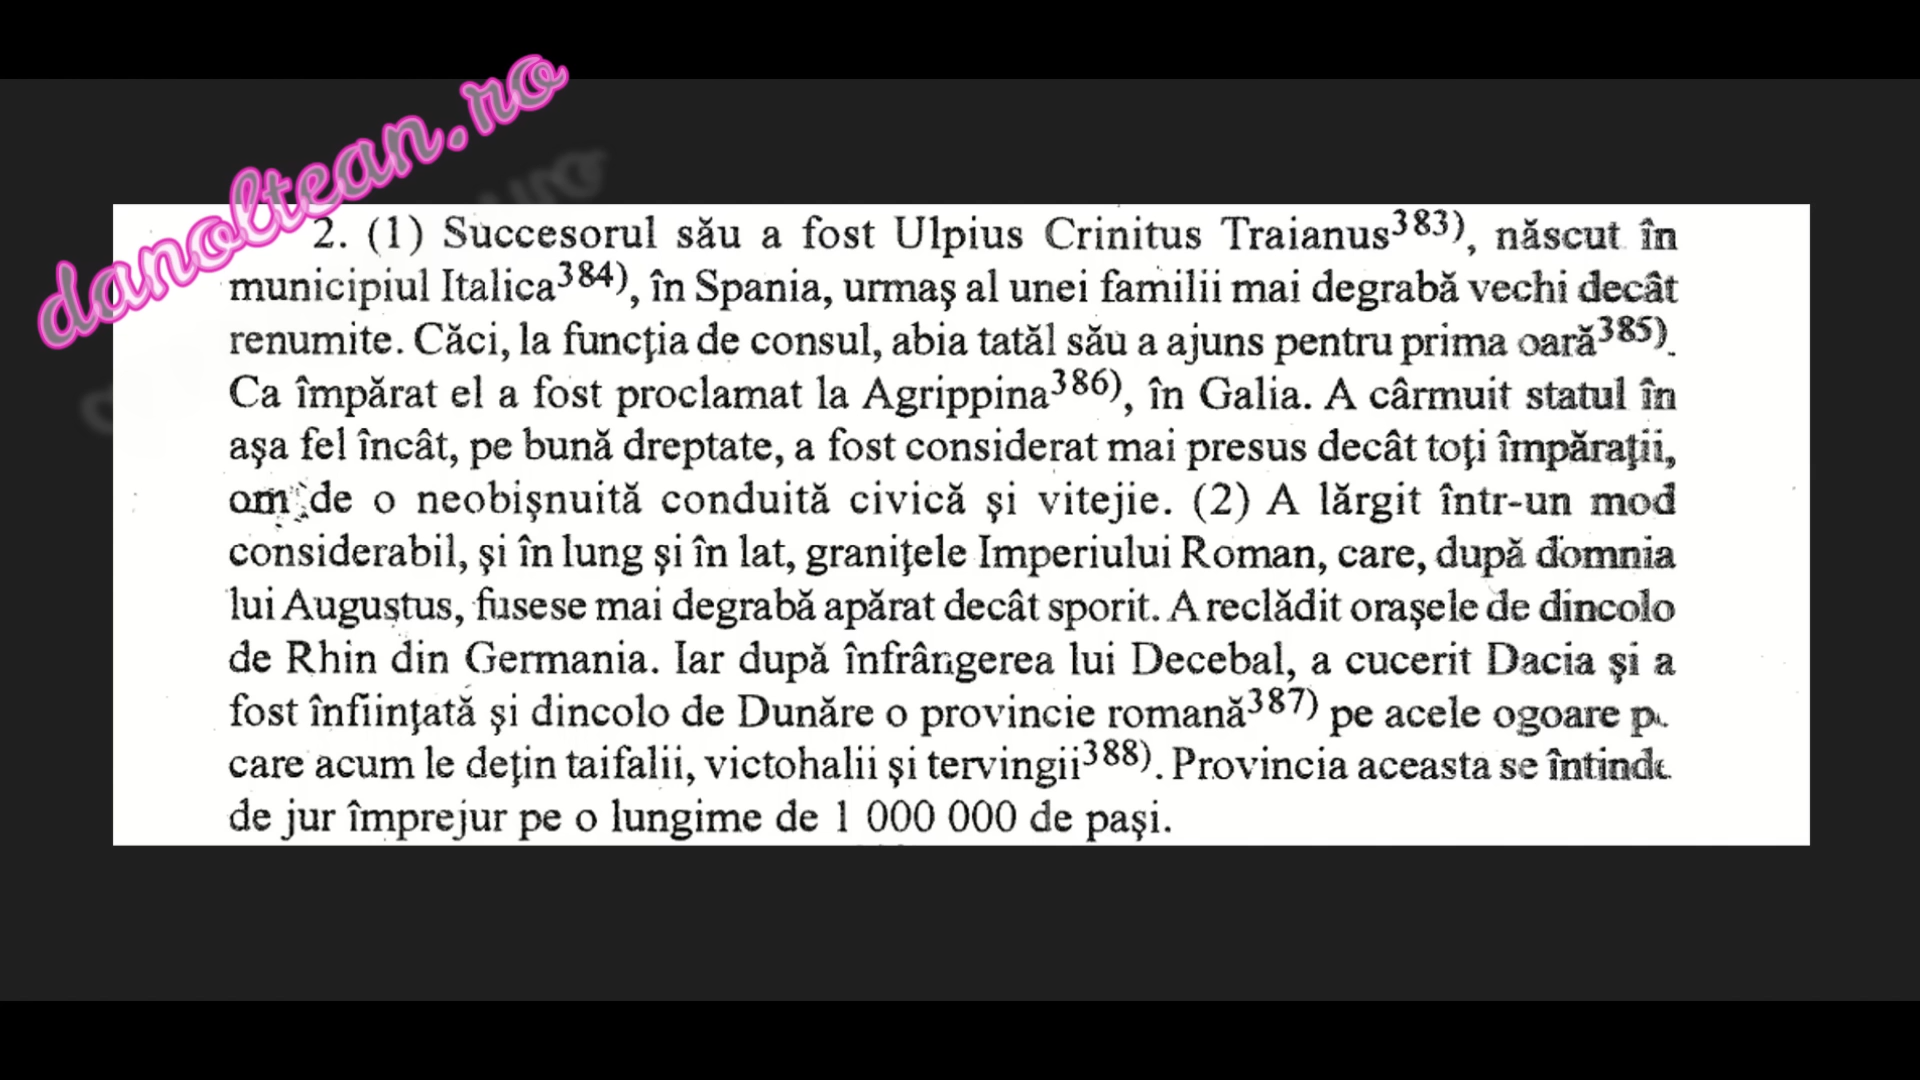 danoltean.ro
2. (1) Succesorul său a fost Ulpius Crinitus Traianus383), născut în
municipiul Italica384), în Spania, urmaş al unei familii mai degrabă vechi decât
renumite. Căci, la funcţia de consul, abia tatăl său a ajuns pentru prima oară385).
Ca împărat el a fost proclamat la Agrippina386), în Galia. A cârmuit statul în
aşa fel încât, pe bună dreptate, a fost considerat mai presus decât toţi împăraţii,
om de o neobişnuită conduită civică şi vitejie. (2) A lărgit într-un mod
considerabil, şi în lung şi în lat, graniţele Imperiului Roman, care, după domnia
lui Augustus, fusese mai degrabă apărat decât sporit. A reclădit oraşele de dincolo
de Rhin din Germania. Iar după înfrângerea lui Decebal, a cucerit Dacia şi a
fost înfiinţată şi dincolo de Dunăre o provincie romană387) pe acele ogoare
care acum le deţin taifalii, victohalii şi tervingii388). Provincia aceasta se întinde
de jur împrejur pe o lungime de 1 000 000 de paşi.